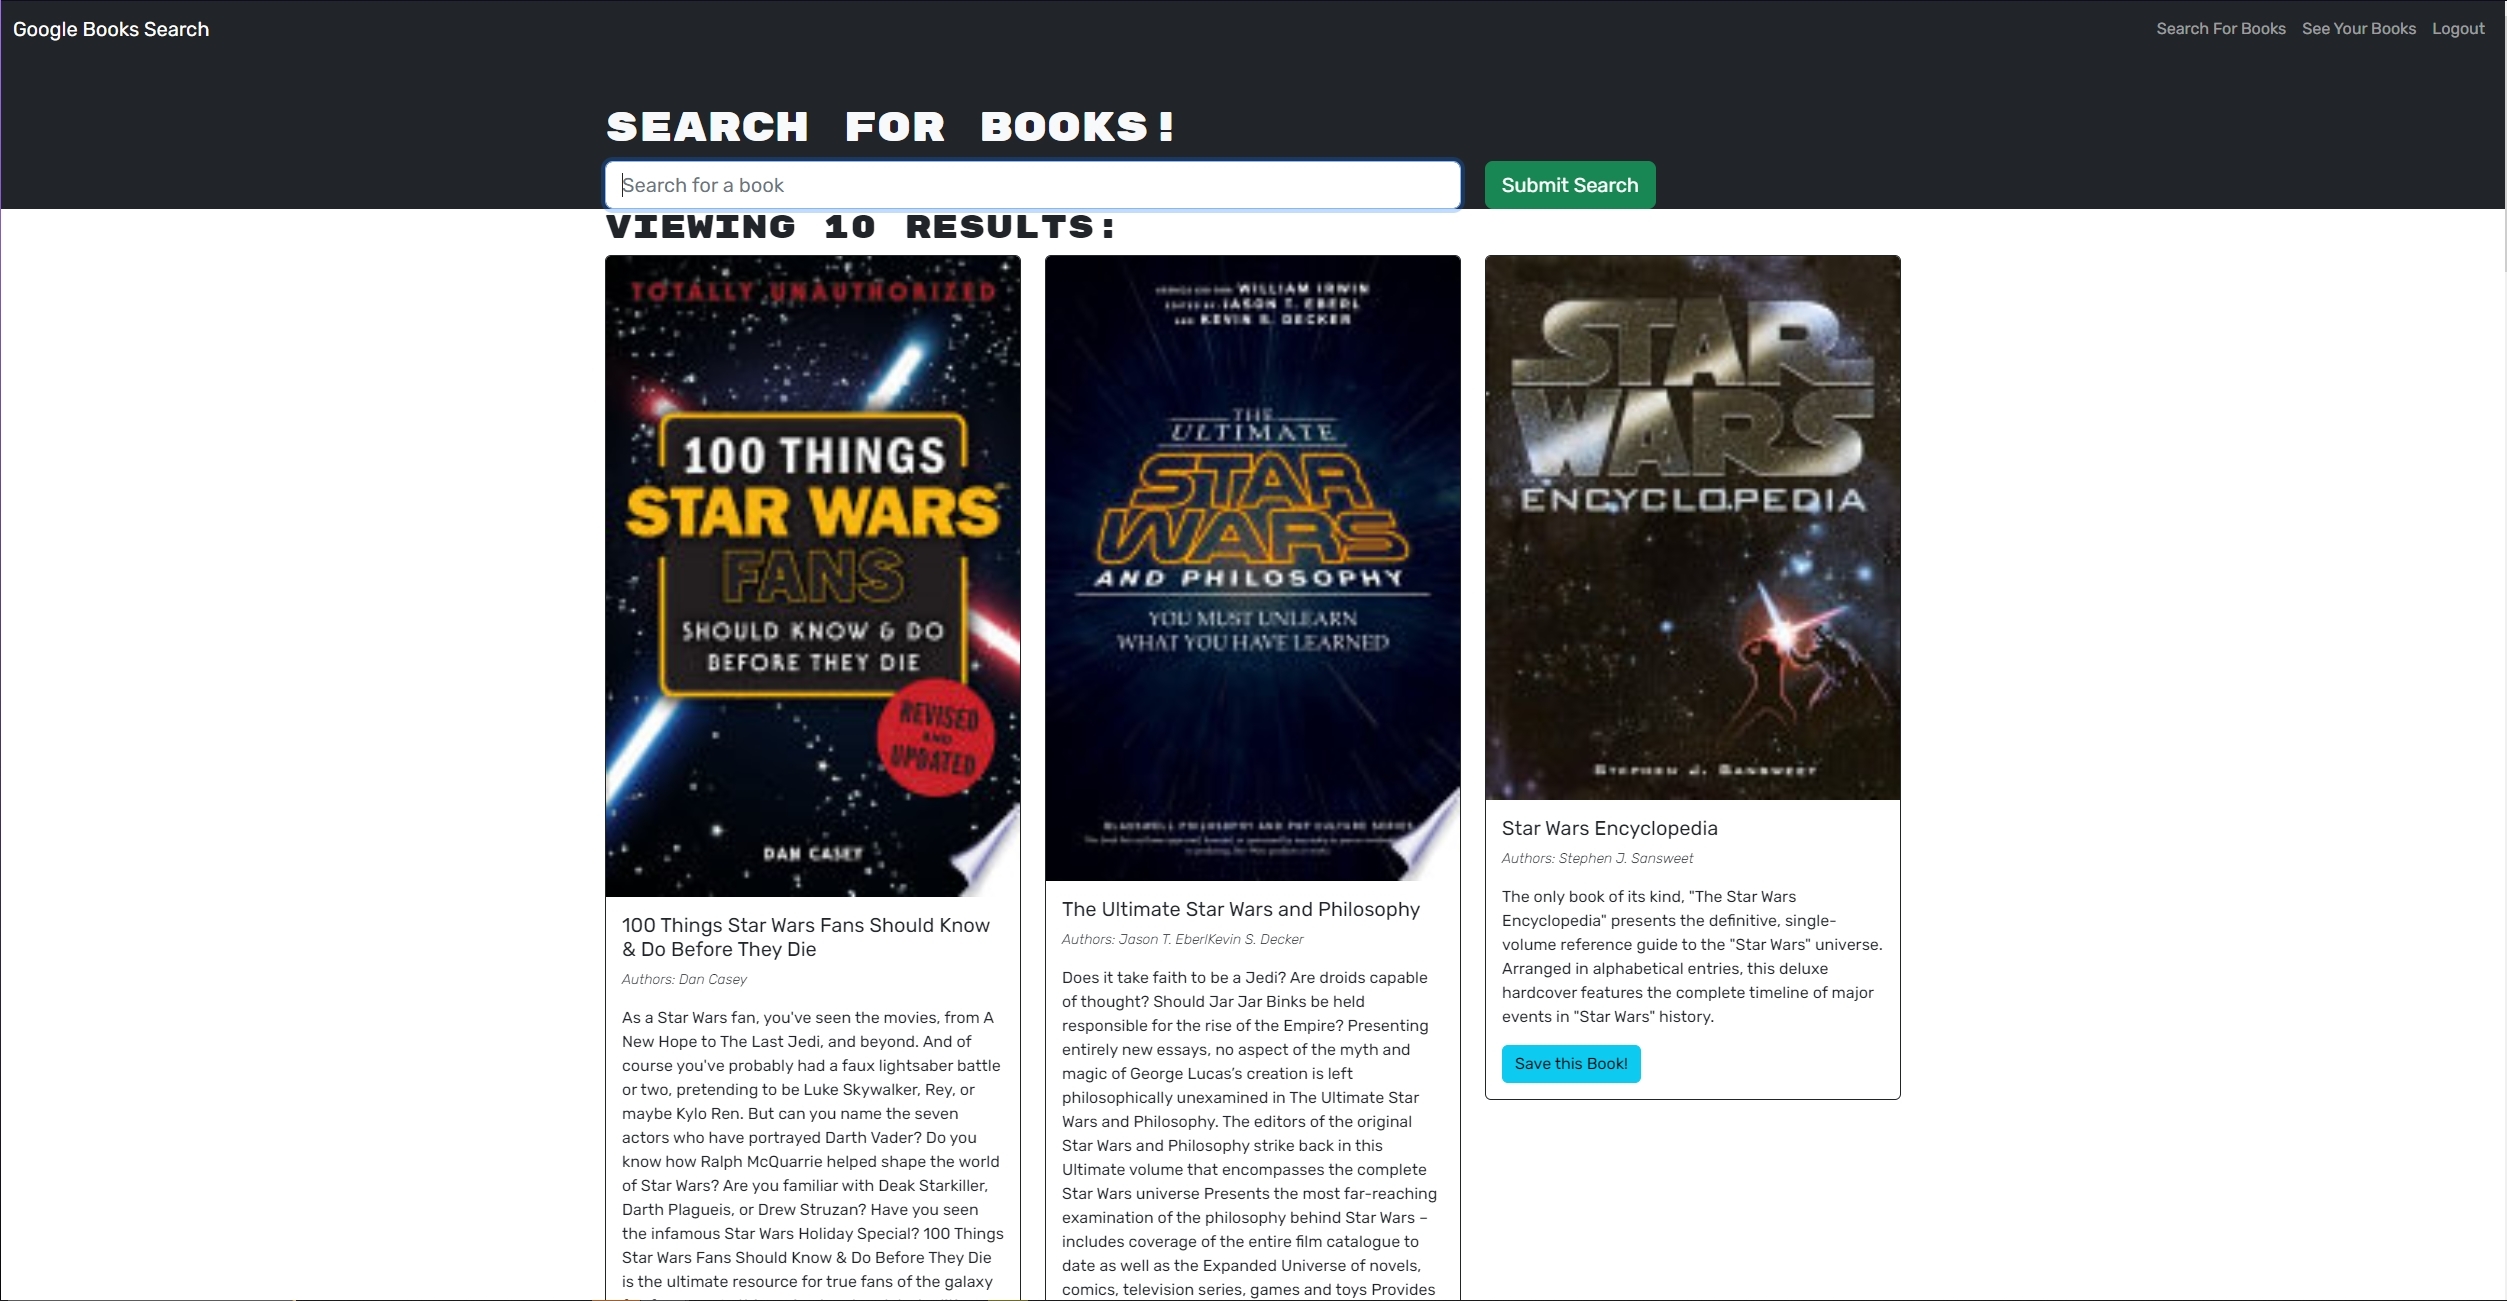 Google Books Search
Search For Books
See Your Books
Logout
SEARCH FOR BOOKS!
Search for a book
Submit Search
VIEWING 10 RESULTS:
TOTALLY UNAUTHORIZED
100 THINGS
STAR WARS
FANS
SHOULD KNOW & DO
BEFORE THEY DIE
REVISED
AND
UPDATED
DAN CASEY
100 Things Star Wars Fans Should Know
& Do Before They Die
Authors: Dan Casey
As a Star Wars fan, you've seen the movies, from A
New Hope to The Last Jedi, and beyond. And of
course you've probably had a faux lightsaber battle
or two, pretending to be Luke Skywalker, Rey, or
maybe Kylo Ren. But can you name the seven
actors who have portrayed Darth Vader? Do you
know how Ralph McQuarrie helped shape the world
of Star Wars? Are you familiar with Deak Starkiller,
Darth Plagueis, or Drew Struzan? Have you seen
the infamous Star Wars Holiday Special? 100 Things
Star Wars Fans Should Know & Do Before They Die
is the ultimate resource for true fans of the galaxy
WILLIAM IRWIN
EDITED BY JASON T. EBERL
AND KEVIN S. DECKER
THE
ULTIMATE
STAR
WARS
AND PHILOSOPHY
YOU MUST UNLEARN
WHAT YOU HAVE LEARNED
BLACKWELL PHILOSOPHY AND POP CULTURE SERIES
The Ultimate Star Wars and Philosophy
Authors: Jason T. EberlKevin S. Decker
Does it take faith to be a Jedi? Are droids capable
of thought? Should Jar Jar Binks be held
responsible for the rise of the Empire? Presenting
entirely new essays, no aspect of the myth and
magic of George Lucas’s creation is left
philosophically unexamined in The Ultimate Star
Wars and Philosophy. The editors of the original
Star Wars and Philosophy strike back in this
Ultimate volume that encompasses the complete
Star Wars universe Presents the most far-reaching
examination of the philosophy behind Star Wars –
includes coverage of the entire film catalogue to
date as well as the Expanded Universe of novels,
comics, television series, games and toys Provides
STAR
WARS
ENCYCLOPEDIA
STEPHEN J. SANSWEET
Star Wars Encyclopedia
Authors: Stephen J. Sansweet
The only book of its kind, "The Star Wars
Encyclopedia" presents the definitive, single-
volume reference guide to the "Star Wars" universe.
Arranged in alphabetical entries, this deluxe
hardcover features the complete timeline of major
events in "Star Wars" history.
Save this Book!